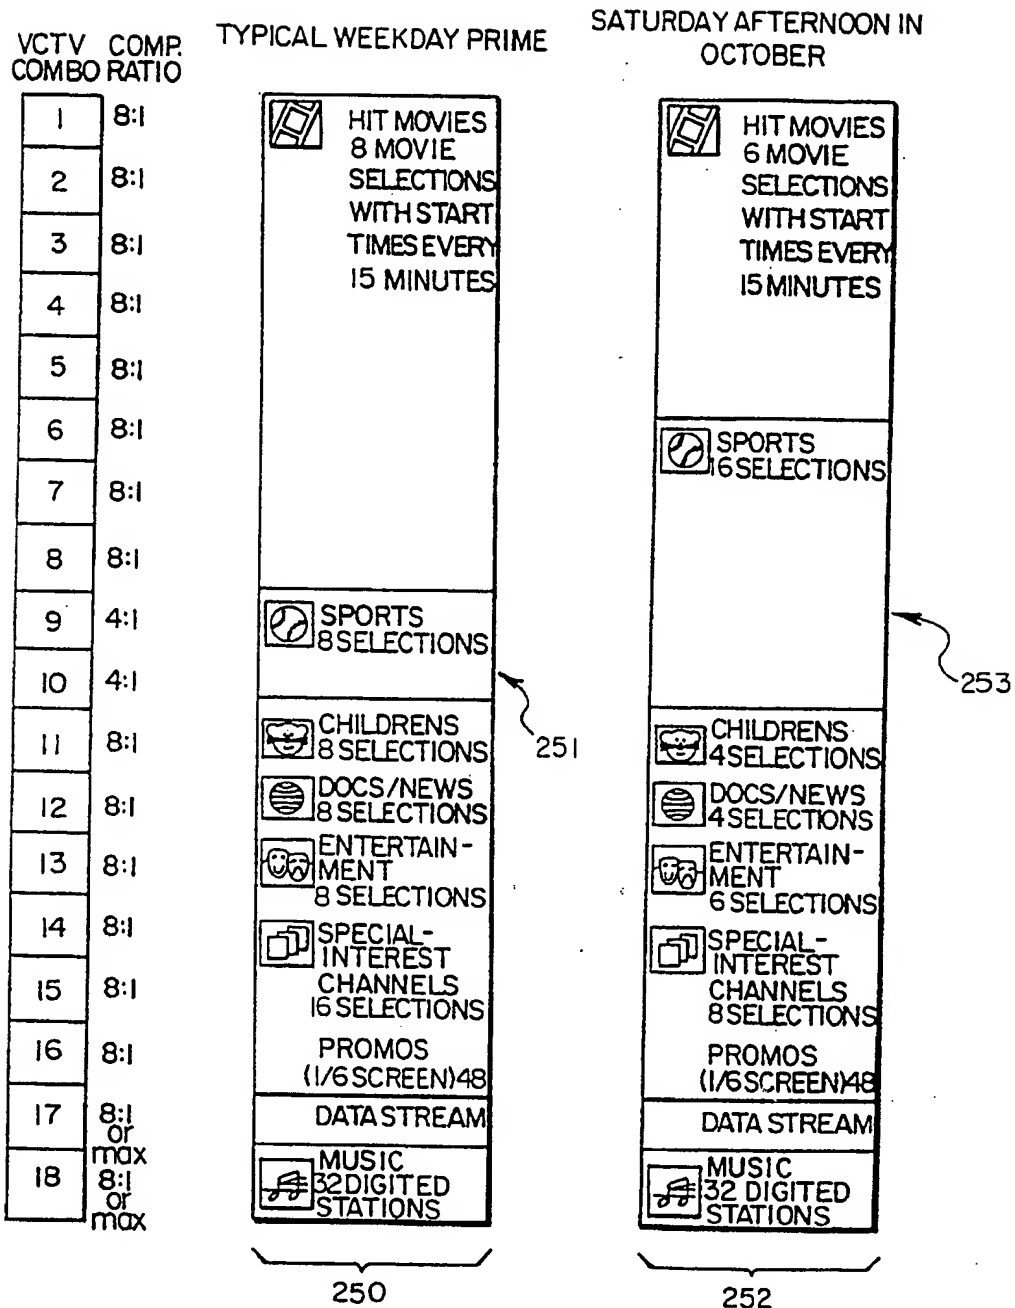 VCTV COMBO
COMP. RATIO
TYPICAL WEEKDAY PRIME
SATURDAY AFTERNOON IN
OCTOBER
1 8:1
2 8:1
3 8:1
4 8:1
5 8:1
6 8:1
7 8:1
8 8:1
9 4:1
10 4:1
11 8:1
12 8:1
13 8:1
14 8:1
15 8:1
16 8:1
17 8:1
or
max
18 8:1
or
max
HIT MOVIES
8 MOVIE
SELECTIONS
WITH START
TIMES EVERY
15 MINUTES
SPORTS
8 SELECTIONS
251
CHILDRENS
8 SELECTIONS
DOCS/NEWS
8 SELECTIONS
ENTERTAIN-
MENT
8 SELECTIONS
SPECIAL-
INTEREST
CHANNELS
16 SELECTIONS
PROMOS
(1/6 SCREEN) 48
DATA STREAM
MUSIC
32 DIGITED
STATIONS
250
HIT MOVIES
6 MOVIE
SELECTIONS
WITH START
TIMES EVERY
15 MINUTES
SPORTS
16 SELECTIONS
253
CHILDRENS
4 SELECTIONS
DOCS/NEWS
4 SELECTIONS
ENTERTAIN-
MENT
6 SELECTIONS
SPECIAL-
INTEREST
CHANNELS
8 SELECTIONS
PROMOS
(1/6 SCREEN) 48
DATA STREAM
MUSIC
32 DIGITED
STATIONS
252